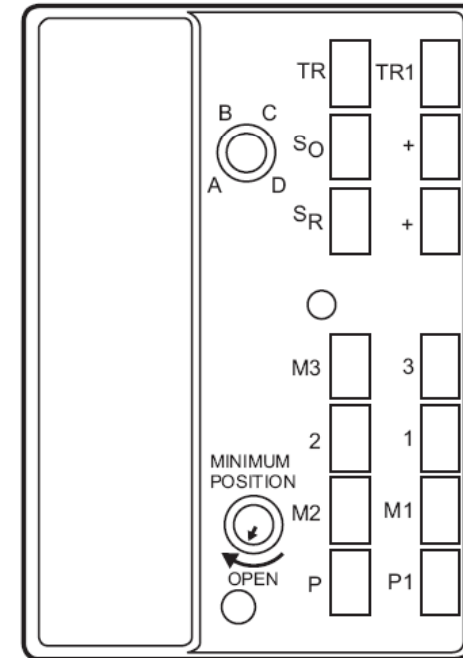 TR TR1
B C
A D
SO +
SR +
M3 3
2 1
MINIMUM
POSITION
M2 M1
OPEN
P P1